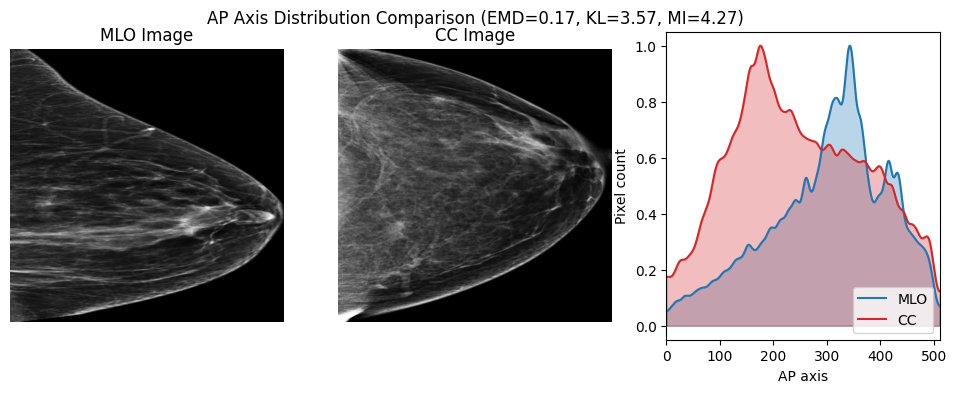 AP Axis Distribution Comparison (EMD=0.17, KL=3.57, MI=4.27)
MLO Image
CC Image
1.0
0.8
0.6
0.4
0.2
0.0
Pixel count
MLO
CC
0 100 200 300 400 500
AP axis